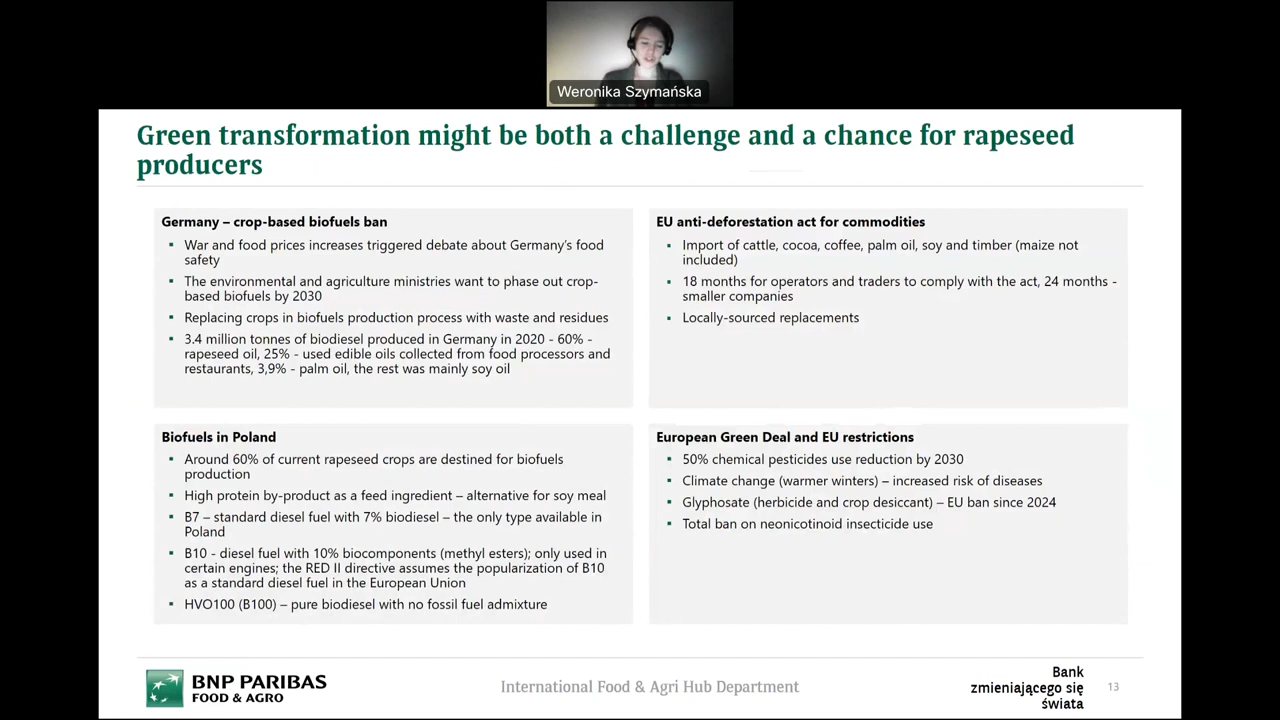 Weronika Szymańska
Green transformation might be both a challenge and a chance for rapeseed
producers
Germany – crop-based biofuels ban
▪ War and food prices increases triggered debate about Germany's food
safety
▪ The environmental and agriculture ministries want to phase out crop-
based biofuels by 2030
▪ Replacing crops in biofuels production process with waste and residues
▪ 3.4 million tonnes of biodiesel produced in Germany in 2020 - 60% -
rapeseed oil, 25% - used edible oils collected from food processors and
restaurants, 3,9% - palm oil, the rest was mainly soy oil
EU anti-deforestation act for commodities
▪ Import of cattle, cocoa, coffee, palm oil, soy and timber (maize not
included)
▪ 18 months for operators and traders to comply with the act, 24 months -
smaller companies
▪ Locally-sourced replacements
Biofuels in Poland
▪ Around 60% of current rapeseed crops are destined for biofuels
production
▪ High protein by-product as a feed ingredient – alternative for soy meal
▪ B7 – standard diesel fuel with 7% biodiesel – the only type available in
Poland
▪ B10 - diesel fuel with 10% biocomponents (methyl esters); only used in
certain engines; the RED II directive assumes the popularization of B10
as a standard diesel fuel in the European Union
▪ HVO100 (B100) – pure biodiesel with no fossil fuel admixture
European Green Deal and EU restrictions
▪ 50% chemical pesticides use reduction by 2030
▪ Climate change (warmer winters) – increased risk of diseases
▪ Glyphosate (herbicide and crop desiccant) – EU ban since 2024
▪ Total ban on neonicotinoid insecticide use
BNP PARIBAS
FOOD & AGRO
International Food & Agri Hub Department
Bank
zmieniającego się
świata
13